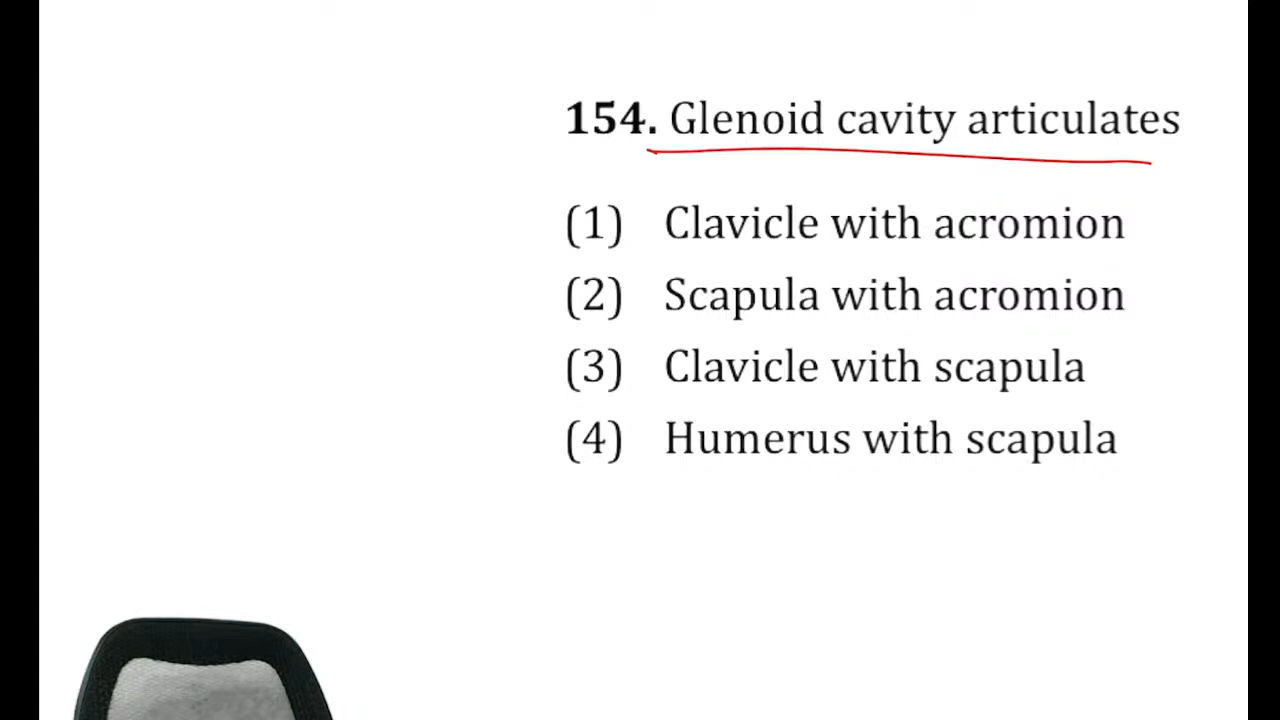 154. Glenoid cavity articulates
(1) Clavicle with acromion
(2) Scapula with acromion
(3) Clavicle with scapula
(4) Humerus with scapula